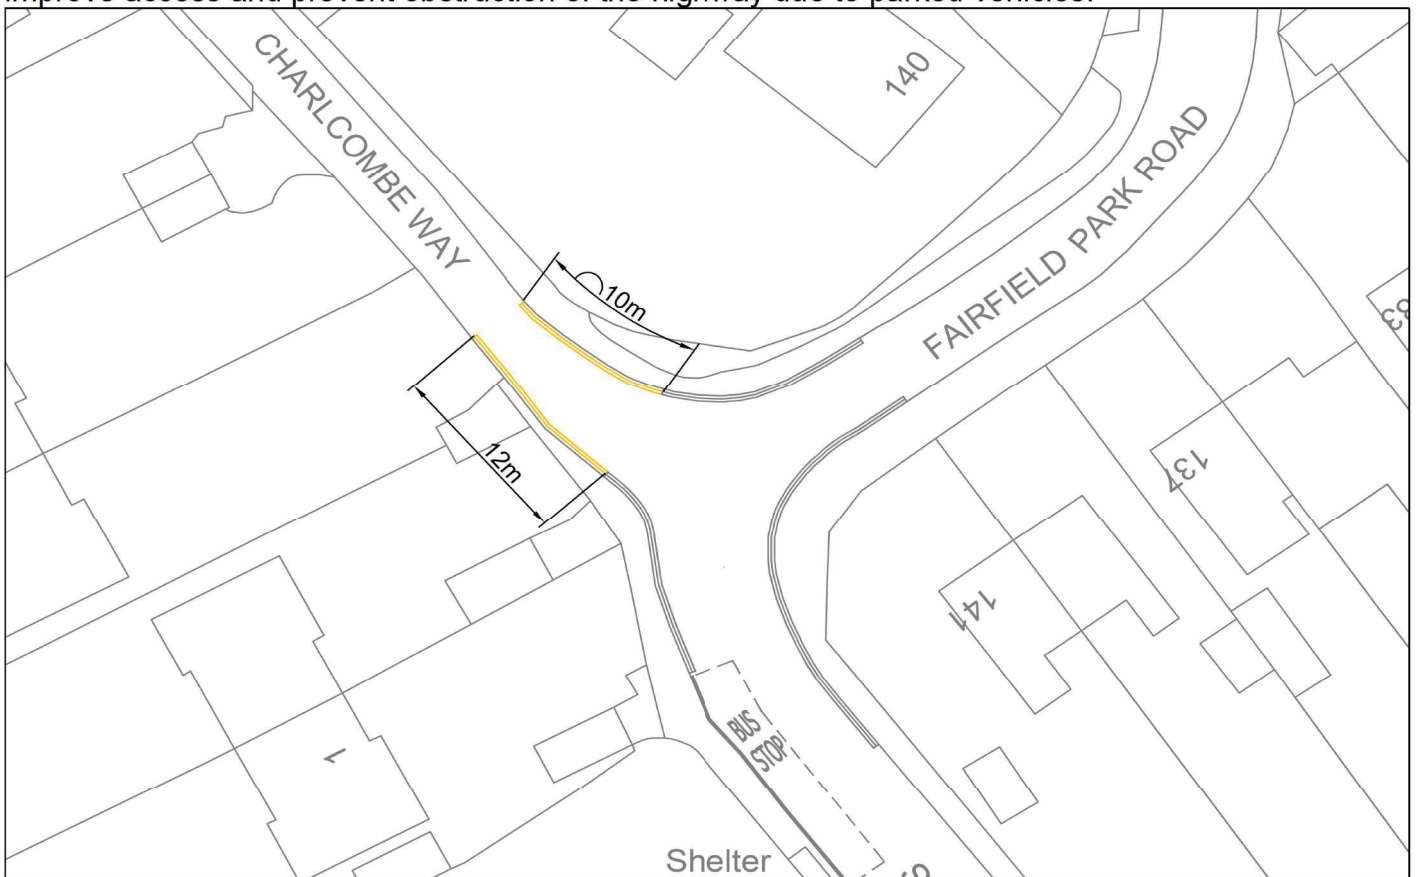 improve access and prevent obstruction of the highway due to parked vehicles.
CHARLCOMBE WAY
140
FAIRFIELD PARK ROAD
10m
12m
137
141
1
BUS
STOP
Shelter